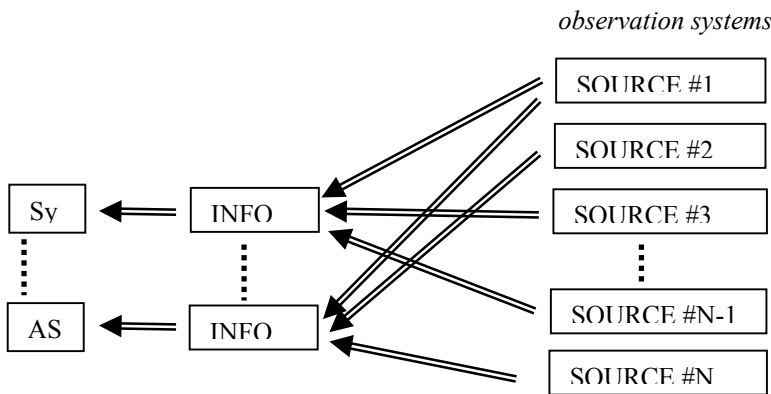 observation systems
SOURCE #1
SOURCE #2
Sy
INFO
SOURCE #3
AS
INFO
SOURCE #N-1
SOURCE #N